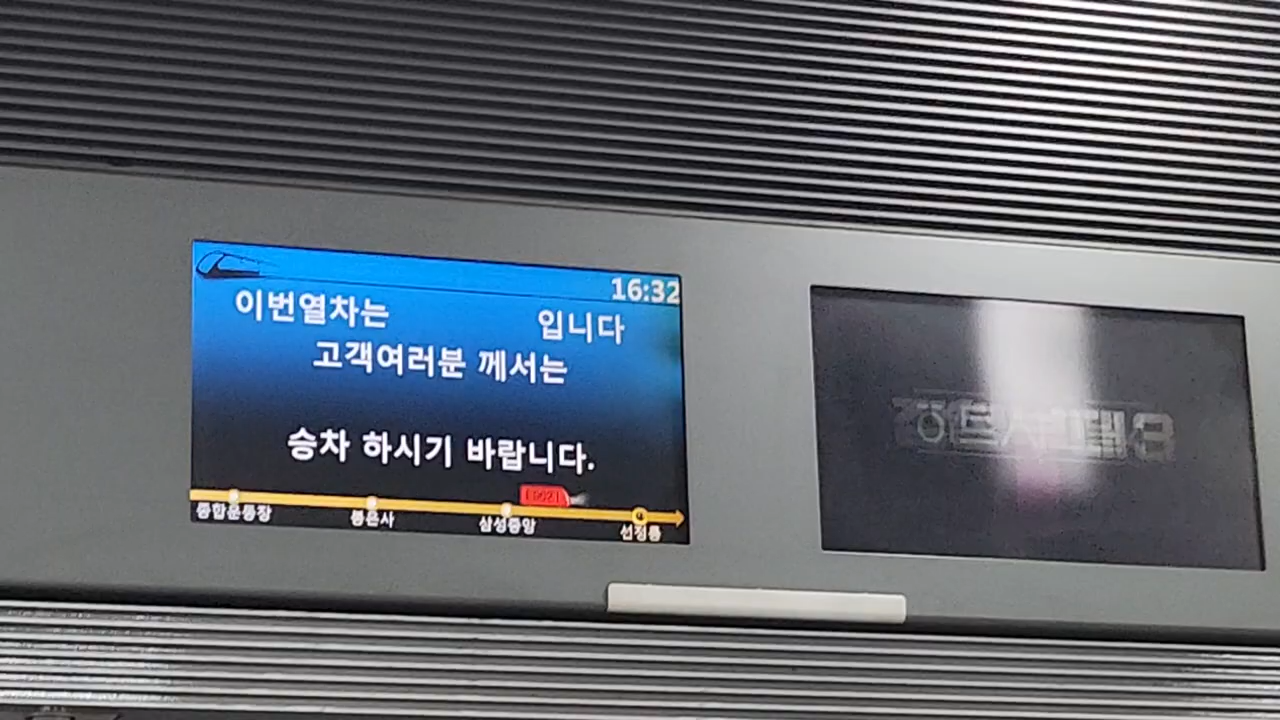 16:32
이번열차는 입니다
고객여러분 께서는
승차 하시기 바랍니다.
종합운동장 봉은사 삼성중앙 선정릉